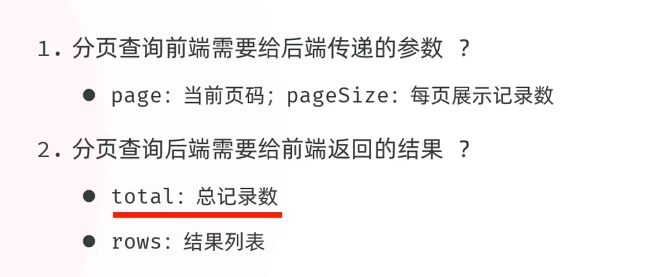 1. 分页查询前端需要给后端传递的参数 ？
● page：当前页码；pageSize：每页展示记录数
2. 分页查询后端需要给前端返回的结果 ？
● total：总记录数
● rows：结果列表